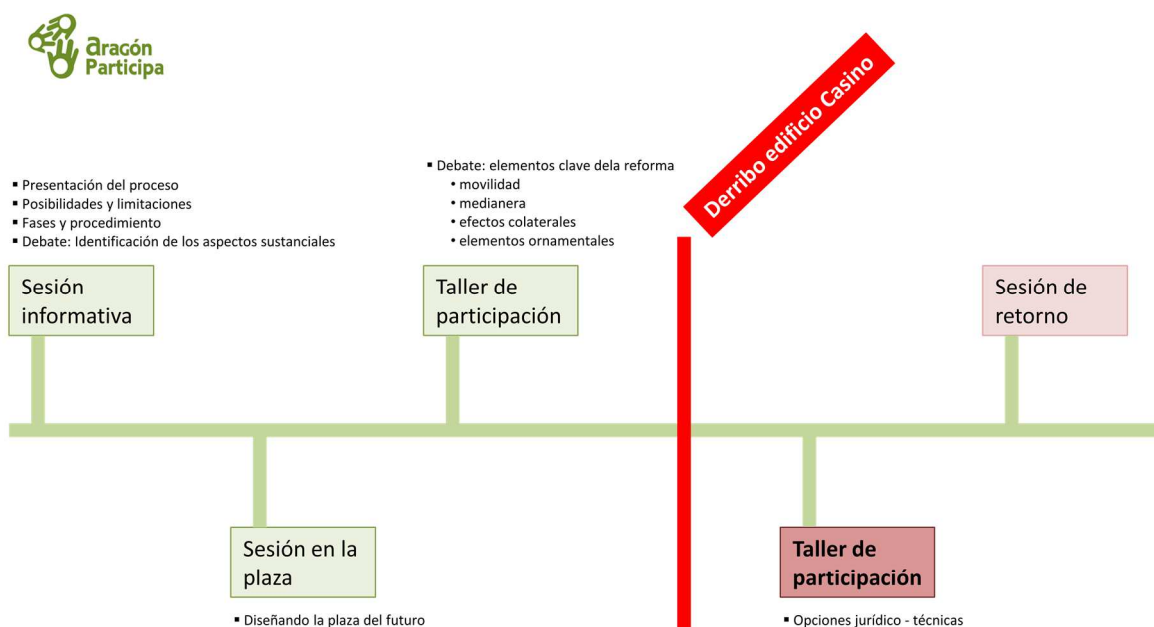 aragón
Participa
Derribo edificio Casino
▪ Presentación del proceso
▪ Posibilidades y limitaciones
▪ Fases y procedimiento
▪ Debate: Identificación de los aspectos sustanciales
Sesión
informativa
▪ Debate: elementos clave dela reforma
• movilidad
• medianera
• efectos colaterales
• elementos ornamentales
Taller de
participación
Sesión de
retorno
Sesión en la
plaza
▪ Diseñando la plaza del futuro
Taller de
participación
▪ Opciones jurídico - técnicas